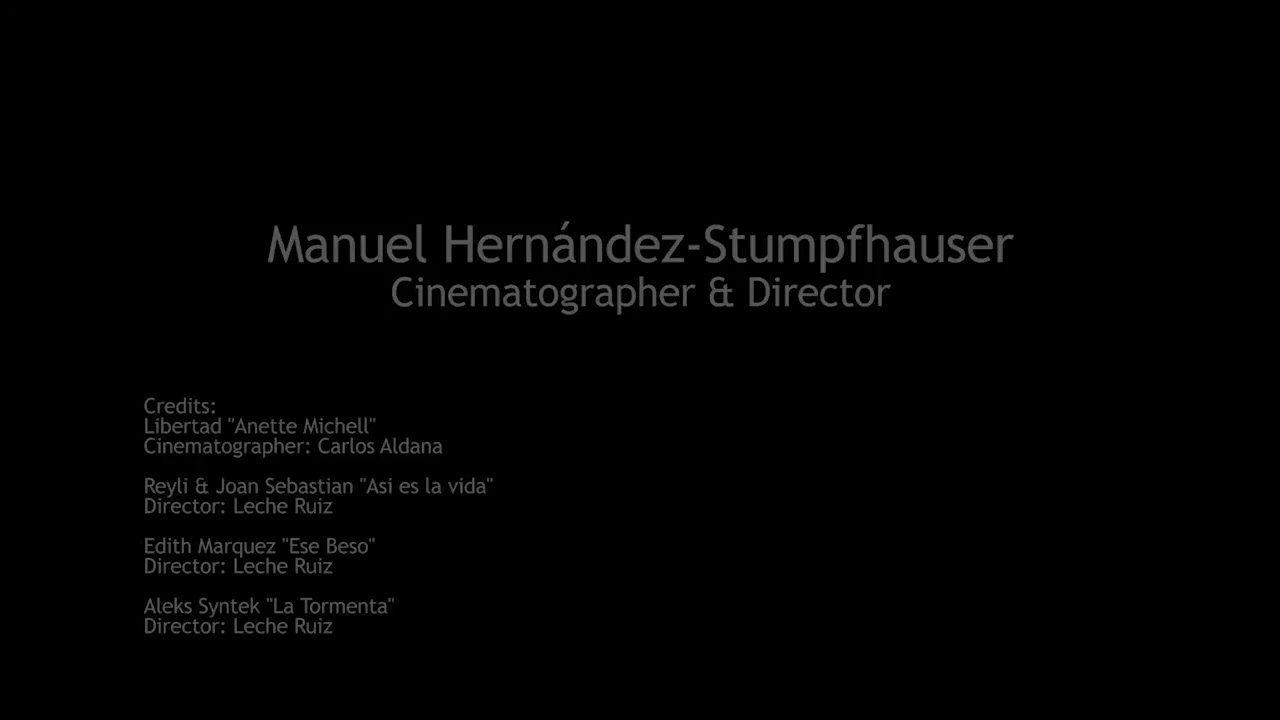 Manuel Hernández-Stumpfhauser
Cinematographer & Director
Credits:
Libertad "Anette Michell"
Cinematographer: Carlos Aldana
Reyli & Joan Sebastian "Asi es la vida"
Director: Leche Ruiz
Edith Marquez "Ese Beso"
Director: Leche Ruiz
Aleks Syntek "La Tormenta"
Director: Leche Ruiz